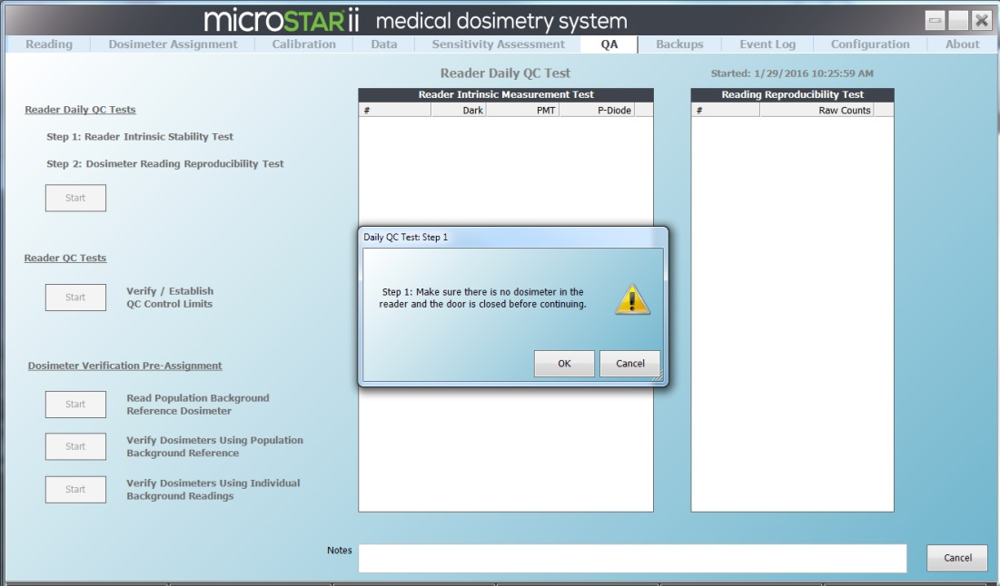 microSTARii medical dosimetry system
Reading Dosimeter Assignment Calibration Data Sensitivity Assessment QA Backups Event Log Configuration About
Reader Daily QC Test
Started: 1/29/2016 10:25:59 AM
Reader Daily QC Tests
Step 1: Reader Intrinsic Stability Test
Step 2: Dosimeter Reading Reproducibility Test
Start
Reader QC Tests
Start
Verify / Establish
QC Control Limits
Dosimeter Verification Pre-Assignment
Start
Read Population Background
Reference Dosimeter
Start
Verify Dosimeters Using Population
Background Reference
Start
Verify Dosimeters Using Individual
Background Readings
Reader Intrinsic Measurement Test
# Dark PMT P-Diode
Reading Reproducibility Test
# Raw Counts
Daily QC Test: Step 1
Step 1: Make sure there is no dosimeter in the
reader and the door is closed before continuing.
OK Cancel
Notes
Cancel